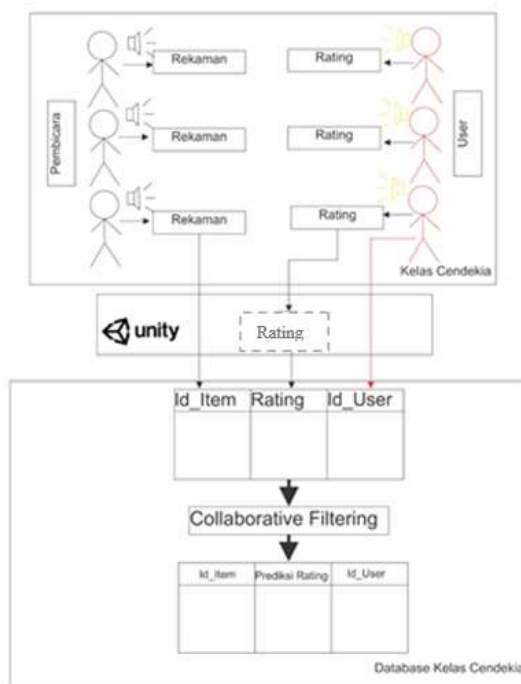 Rekaman
Rating
Rekaman
Rating
Pembicara
User
Rekaman
Rating
Kelas Cendekia
unity
Rating
Id_Item
Rating
Id_User
Collaborative Filtering
Id_Item
Prediksi Rating
Id_User
Database Kelas Cendekia